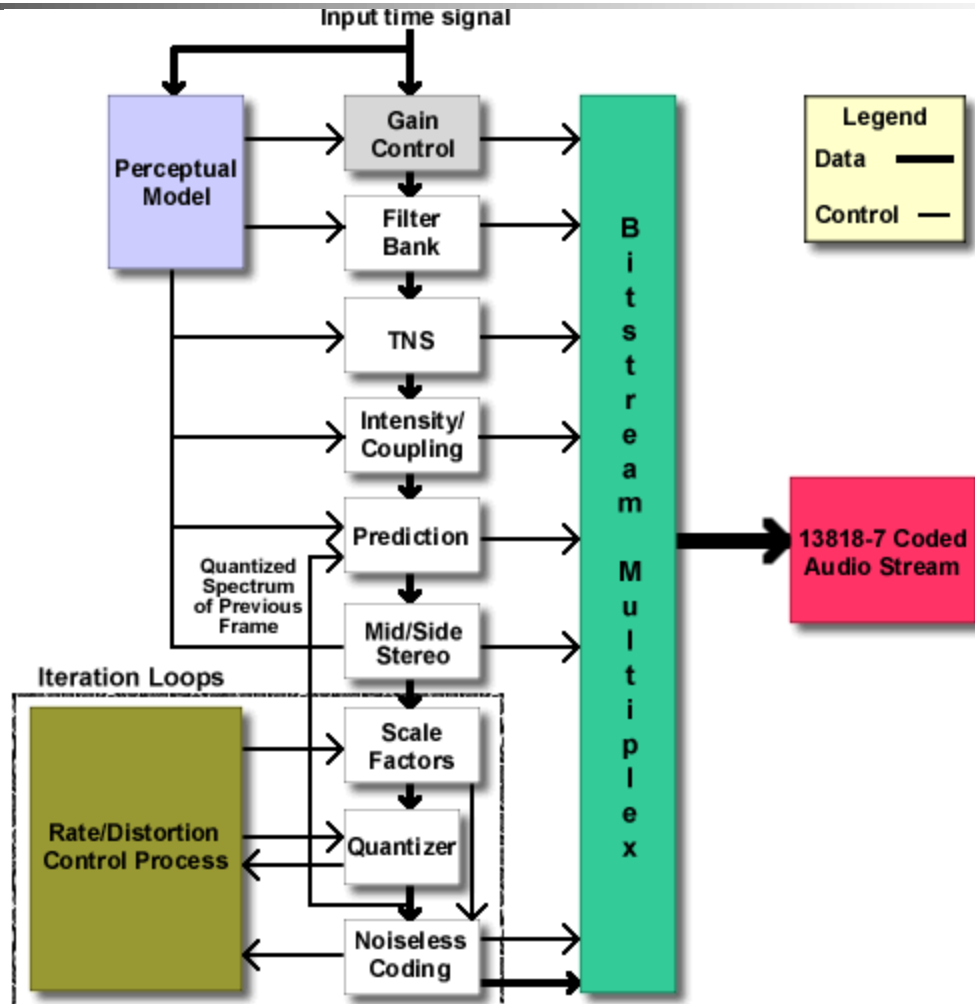 Input time signal
Perceptual
Model
Gain
Control
Filter
Bank
TNS
Intensity/
Coupling
Prediction
Quantized
Spectrum
of Previous
Frame
Mid/Side
Stereo
Iteration Loops
Rate/Distortion
Control Process
Scale
Factors
Quantizer
Noiseless
Coding
Bitstream
Multiplex
Legend
Data
Control
13818-7 Coded
Audio Stream